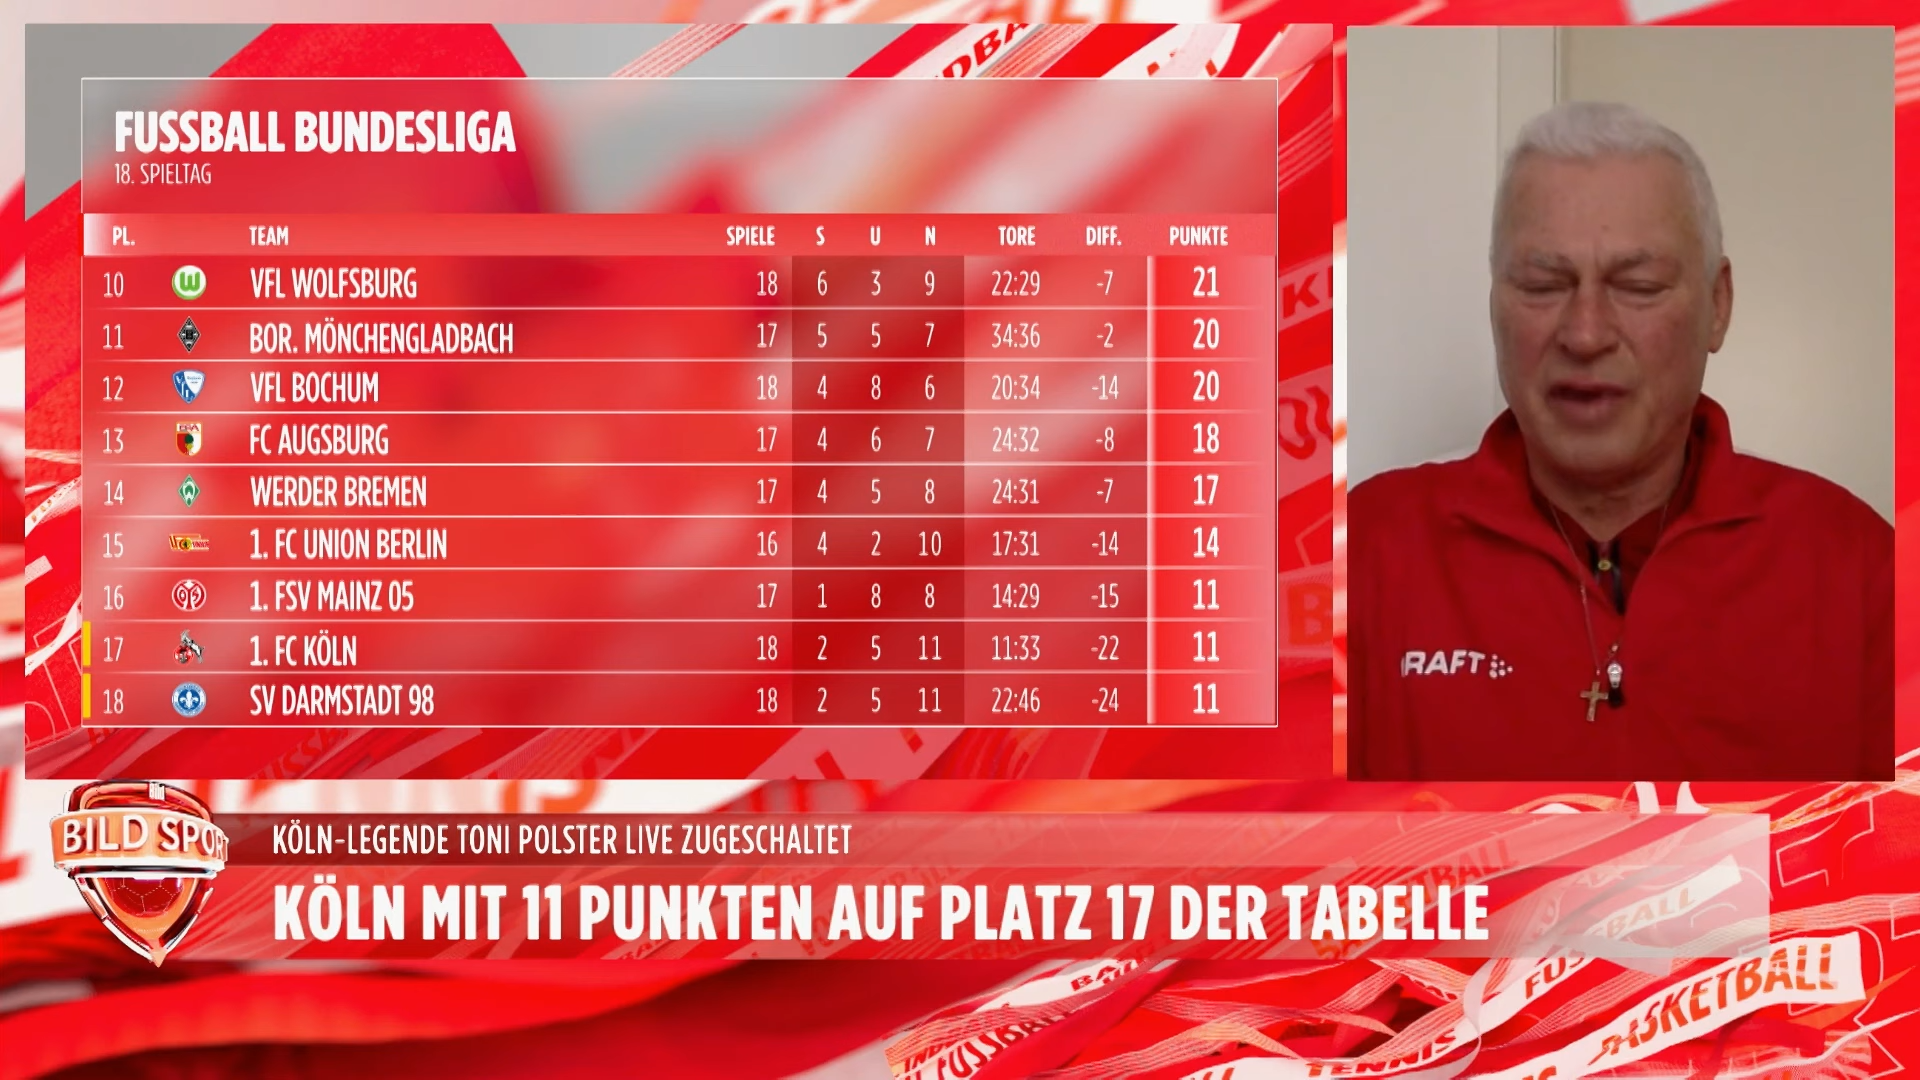 FUSSBALL BUNDESLIGA
18. SPIELTAG
PL. TEAM SPIELE S U N TORE DIFF. PUNKTE
10 VFL WOLFSBURG 18 6 3 9 22:29 -7 21
11 BOR. MÖNCHENGLADBACH 17 5 5 7 34:36 -2 20
12 VFL BOCHUM 18 4 8 6 20:34 -14 20
13 FC AUGSBURG 17 4 6 7 24:32 -8 18
14 WERDER BREMEN 17 4 5 8 24:31 -7 17
15 1. FC UNION BERLIN 16 4 2 10 17:31 -14 14
16 1. FSV MAINZ 05 17 1 8 8 14:29 -15 11
17 1. FC KÖLN 18 2 5 11 11:33 -22 11
18 SV DARMSTADT 98 18 2 5 11 22:46 -24 11
RAFT
BILD SPORT
KÖLN-LEGENDE TONI POLSTER LIVE ZUGESCHALTET
KÖLN MIT 11 PUNKTEN AUF PLATZ 17 DER TABELLE
BASKETBALL
TENNIS
FUSSBALL